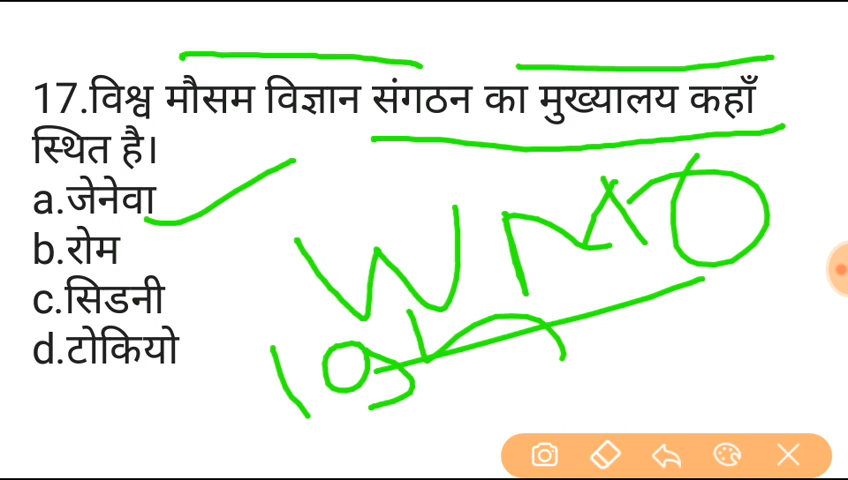 17.विश्व मौसम विज्ञान संगठन का मुख्यालय कहाँ
स्थित है।
a.जेनेवा
b.रोम
c.सिडनी
d.टोकियो
WMO